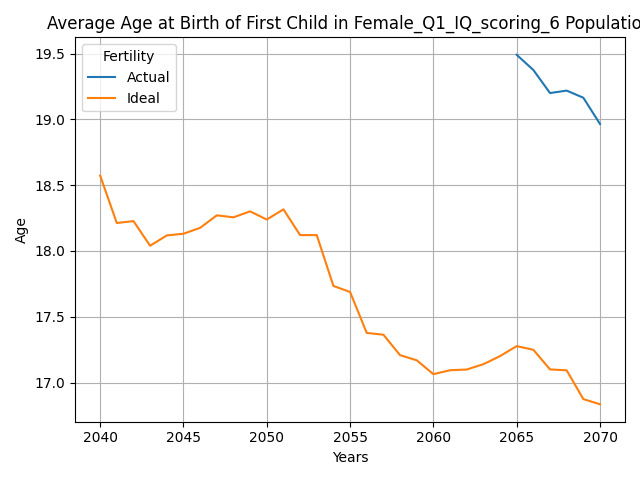 Average Age at Birth of First Child in Female_Q1_IQ_scoring_6 Populatio
Fertility
Actual
Ideal
19.5
19.0
18.5
18.0
17.5
17.0
Age
2040 2045 2050 2055 2060 2065 2070
Years